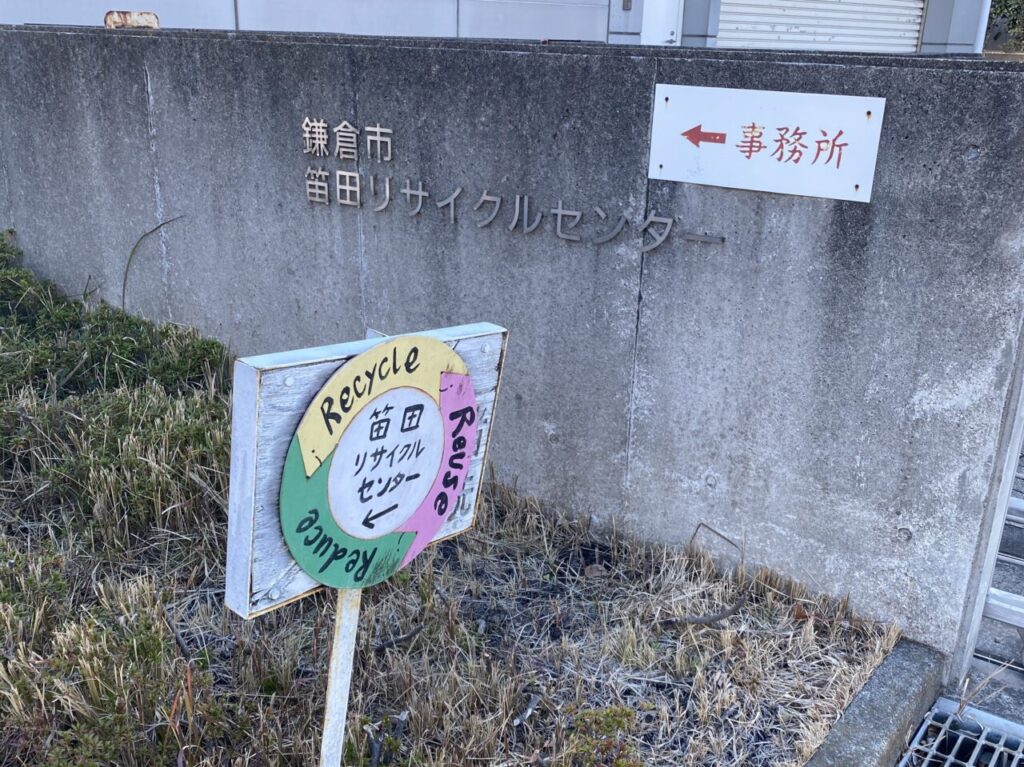 鎌倉市
笛田リサイクルセンター
← 事務所
Recycle
Reuse
Reduce
笛田
リサイクル
センター
←